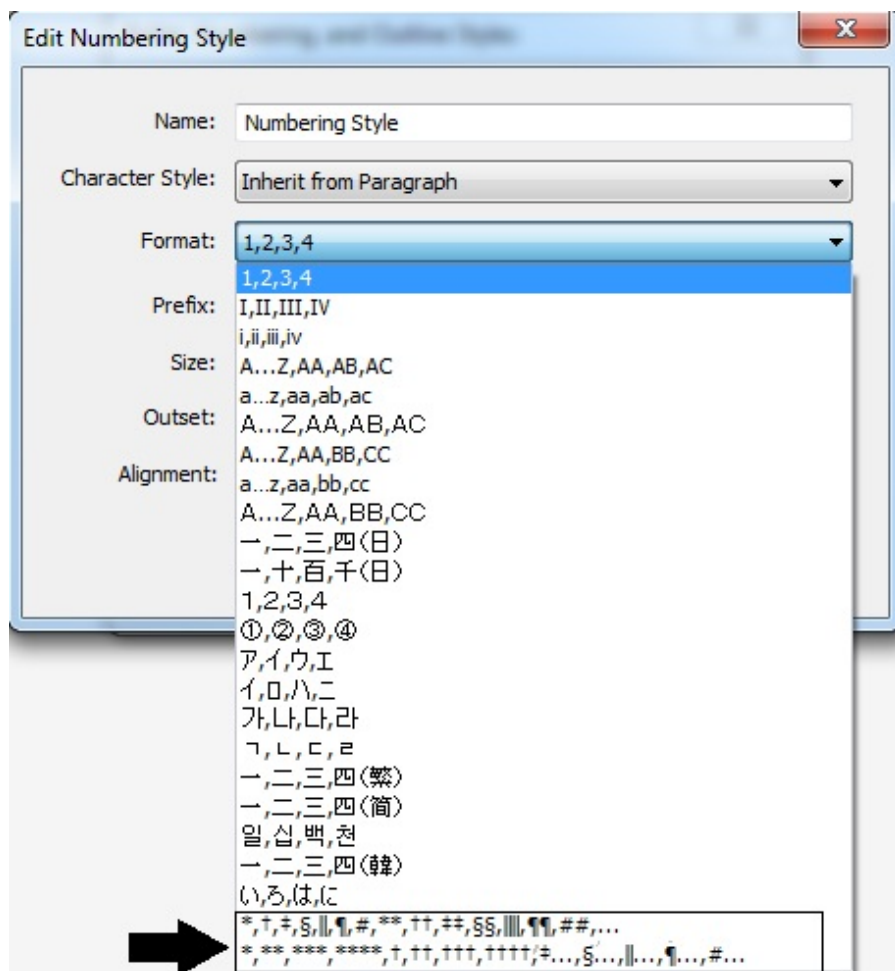 Edit Numbering Style
Name: Numbering Style
Character Style: Inherit from Paragraph
Format: 1,2,3,4
1,2,3,4
Prefix:
I,II,III,IV
i,ii,iii,iv
Size:
A...Z,AA,AB,AC
a...z,aa,ab,ac
Outset:
A...Z,AA,AB,AC
A...Z,AA,BB,CC
Alignment:
a...z,aa,bb,cc
A...Z,AA,BB,CC
一,二,三,四(日)
一,十,百,千(日)
1,2,3,4
①,②,③,④
ア,イ,ウ,エ
イ,ロ,ハ,ニ
가,나,다,라
ㄱ,ㄴ,ㄷ,ㄹ
一,二,三,四(繁)
一,二,三,四(简)
일,십,백,천
一,二,三,四(韓)
い,ろ,は,に
*,†,‡,§,‖,¶,#,**,††,‡‡,§§,‖‖,¶¶,##,...
*,**,***,****,†,††,†††,††††,‡...,§...,‖...,¶...,#...